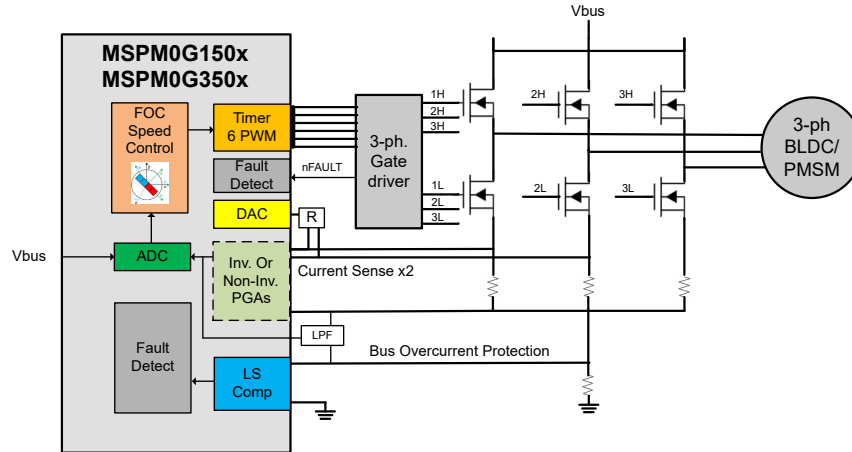 Vbus
MSPM0G150x
MSPM0G350x
FOC
Speed
Control
Timer
6 PWM
Fault
Detect
nFAULT
DAC
R
3-ph.
Gate
driver
1H
2H
3H
1L
2L
3L
2H
3H
2L
3L
3-ph
BLDC/
PMSM
Vbus
ADC
Inv. Or
Non-Inv.
PGAs
Current Sense x2
LPF
Bus Overcurrent Protection
Fault
Detect
LS
Comp